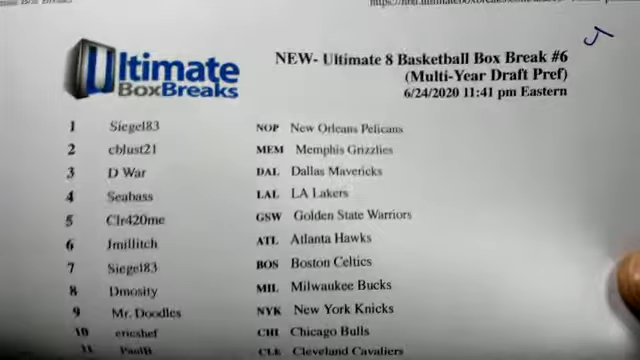 Ultimate
BoxBreaks
NEW- Ultimate 8 Basketball Box Break #6
(Multi-Year Draft Pref)
6/24/2020 11:41 pm Eastern
1 Siegel83 NOP New Orleans Pelicans
2 cblust21 MEM Memphis Grizzlies
3 D War DAL Dallas Mavericks
4 Seabass LAL LA Lakers
5 Clr420me GSW Golden State Warriors
6 Jmillitch ATL Atlanta Hawks
7 Siegel83 BOS Boston Celtics
8 Dmosity MIL Milwaukee Bucks
9 Mr. Doodles NYK New York Knicks
10 ericshef CHI Chicago Bulls
11 CLE Cleveland Cavaliers